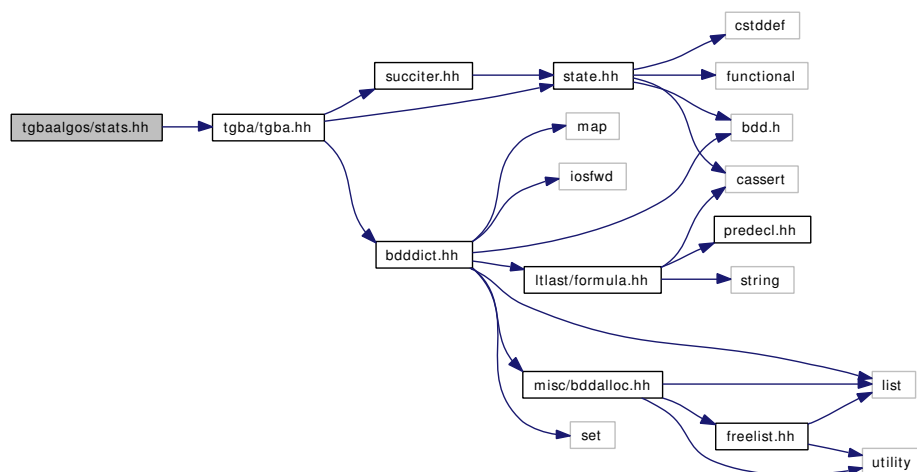 cstddef
succiter.hh
state.hh
functional
tgbaalgos/stats.hh
tgba/tgba.hh
map
bdd.h
iosfwd
cassert
predecl.hh
bdddict.hh
ltlast/formula.hh
string
misc/bddalloc.hh
list
set
freelist.hh
utility